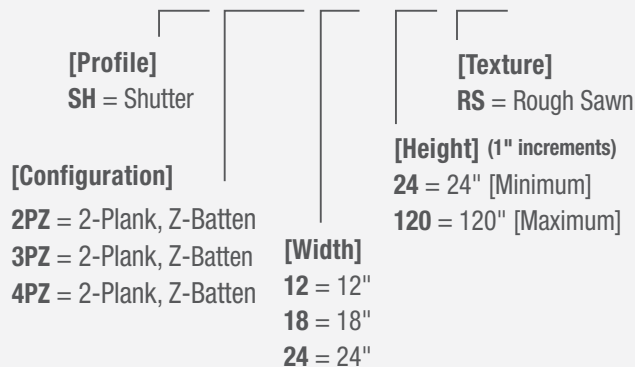 [Profile]
SH = Shutter
[Texture]
RS = Rough Sawn
[Height] (1" increments)
24 = 24" [Minimum]
120 = 120" [Maximum]
[Configuration]
2PZ = 2-Plank, Z-Batten
3PZ = 2-Plank, Z-Batten
4PZ = 2-Plank, Z-Batten
[Width]
12 = 12"
18 = 18"
24 = 24"